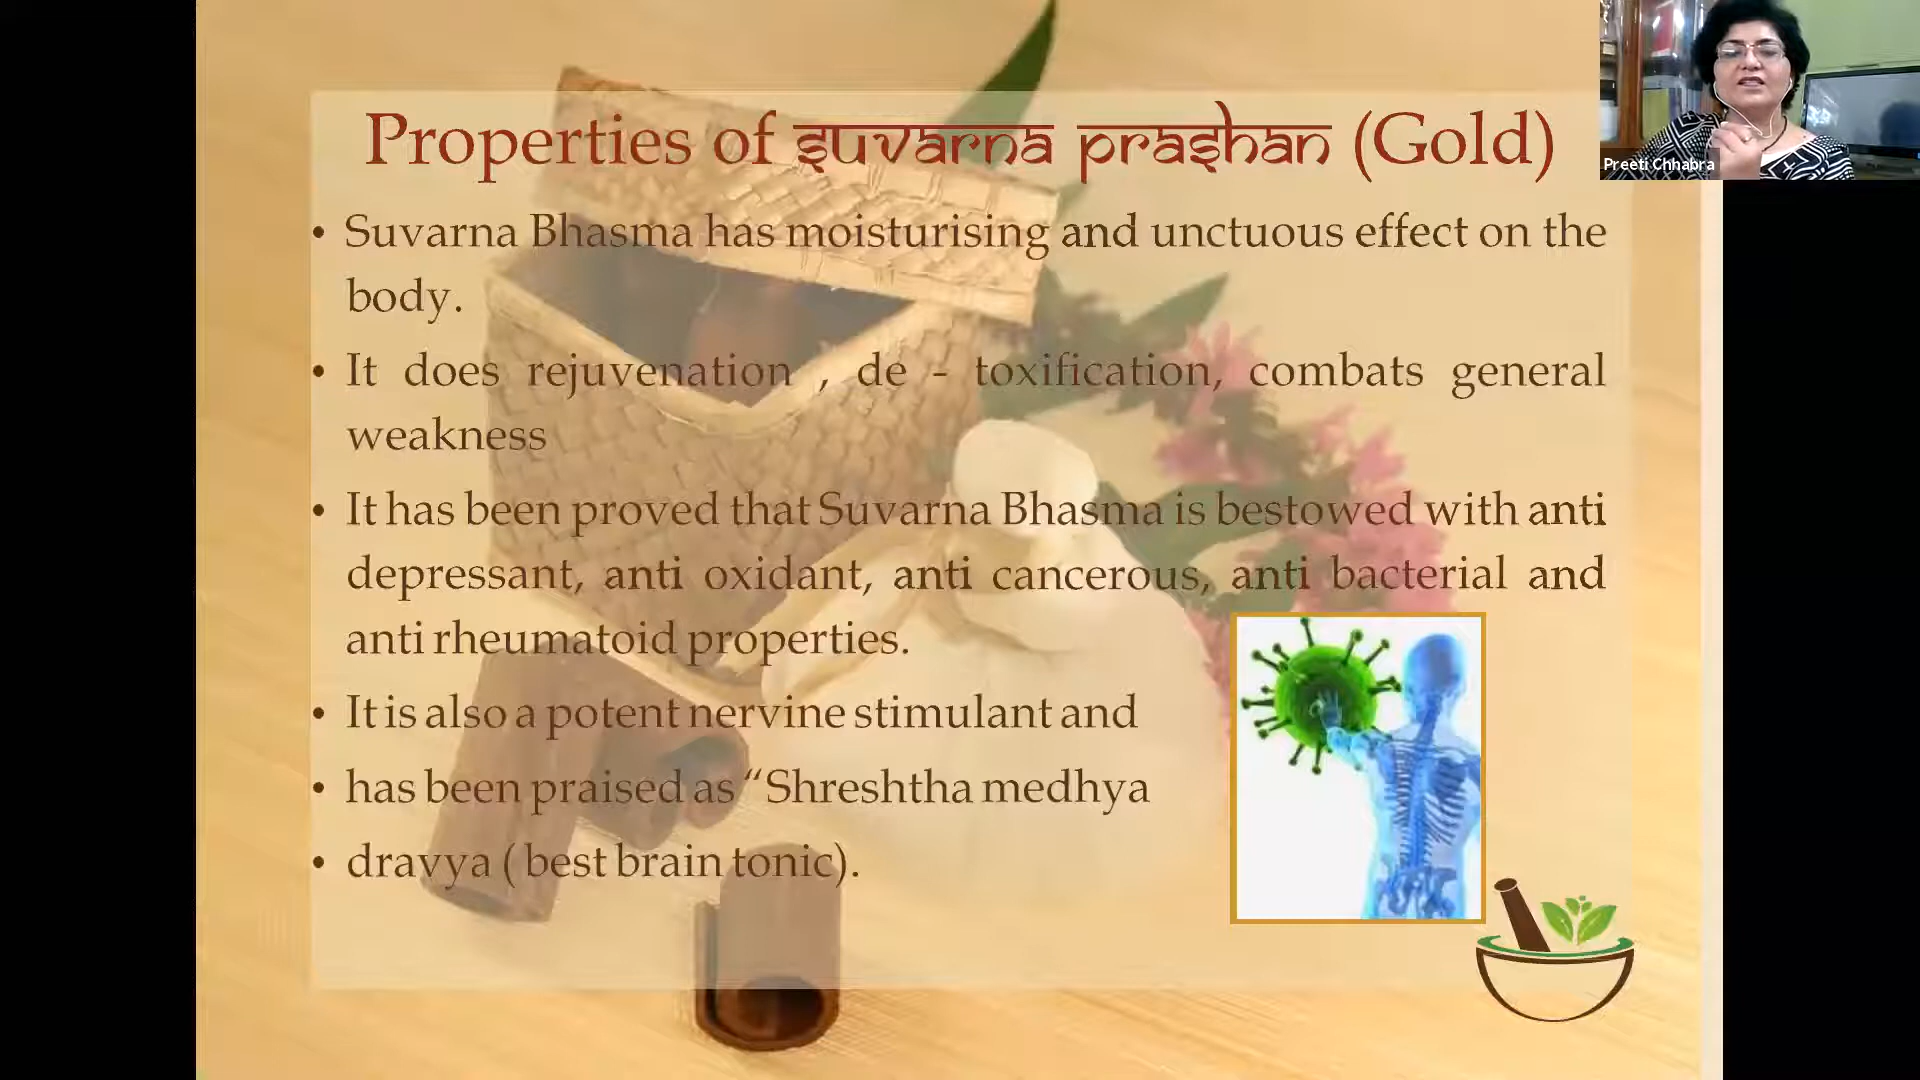 Properties of suvarna prashan (Gold)
Preeti Chhabra
• Suvarna Bhasma has moisturising and unctuous effect on the
body.
• It does rejuvenation , de - toxification, combats general
weakness
• It has been proved that Suvarna Bhasma is bestowed with anti
depressant, anti oxidant, anti cancerous, anti bacterial and
anti rheumatoid properties.
• It is also a potent nervine stimulant and
• has been praised as “Shreshtha medhya
• dravya ( best brain tonic).